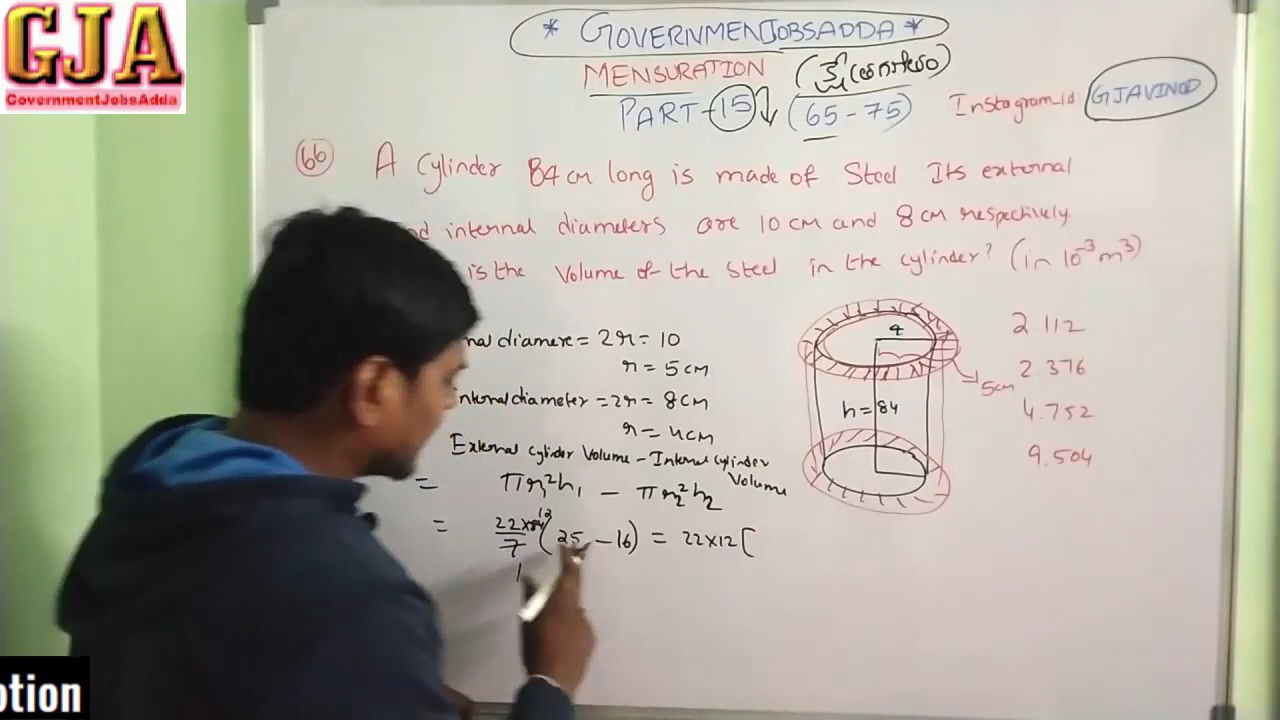 GJA
GovernmentJobsAdda
* GOVERNMENJOBSADDA *
MENSURATION
PART-15 (65-75)
Instagram_id: GJAVINOD
66 A Cylinder 84 cm long is made of Steel Its external
internal diameters are 10 cm and 8 cm respectively
is the Volume of the Steel in the cylinder? (in 10⁻³ m³)
nal diamere = 2r = 10
r = 5 cm
internal diameter = 2r = 8 cm
r = 4 cm
External cylinder Volume - Internal cylinder
Volume
= πr₁²h₁ - πr₂²h₂
= 22×84/7 12 (25 - 16) = 22×12 [
1
4
h = 84
5cm
2.112
2.376
4.752
9.504
otion